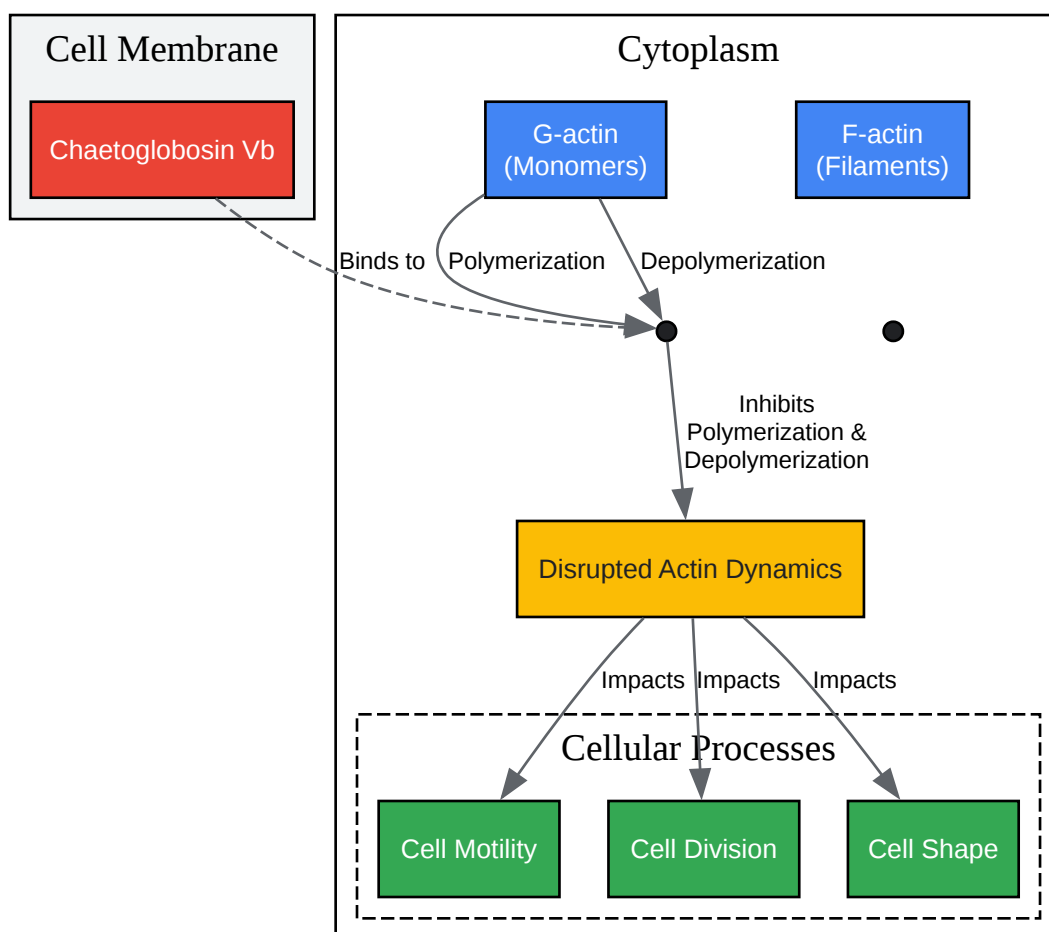 Cell Membrane
Cytoplasm
Chaetoglobosin Vb
G-actin
(Monomers)
F-actin
(Filaments)
Binds to
Polymerization
Depolymerization
Inhibits
Polymerization &
Depolymerization
Disrupted Actin Dynamics
Impacts
Impacts
Impacts
Cellular Processes
Cell Motility
Cell Division
Cell Shape